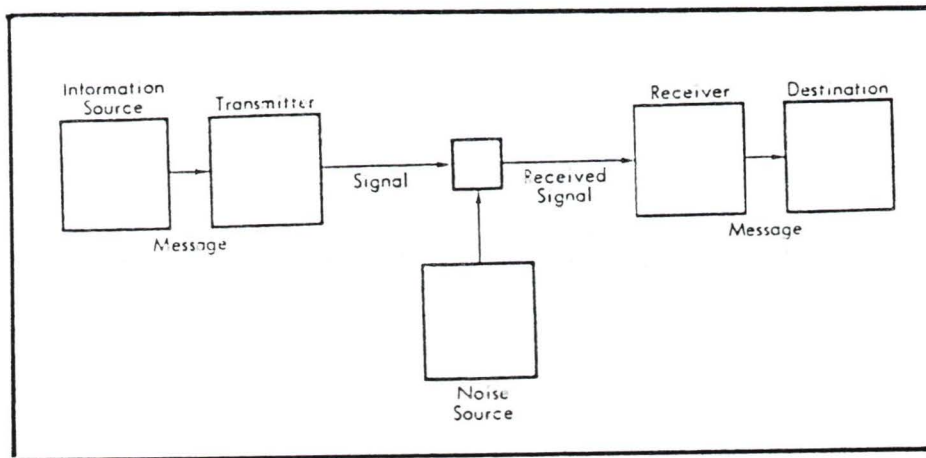 Information
Source
Transmitter
Receiver
Destination
Signal
Received
Signal
Message
Message
Noise
Source